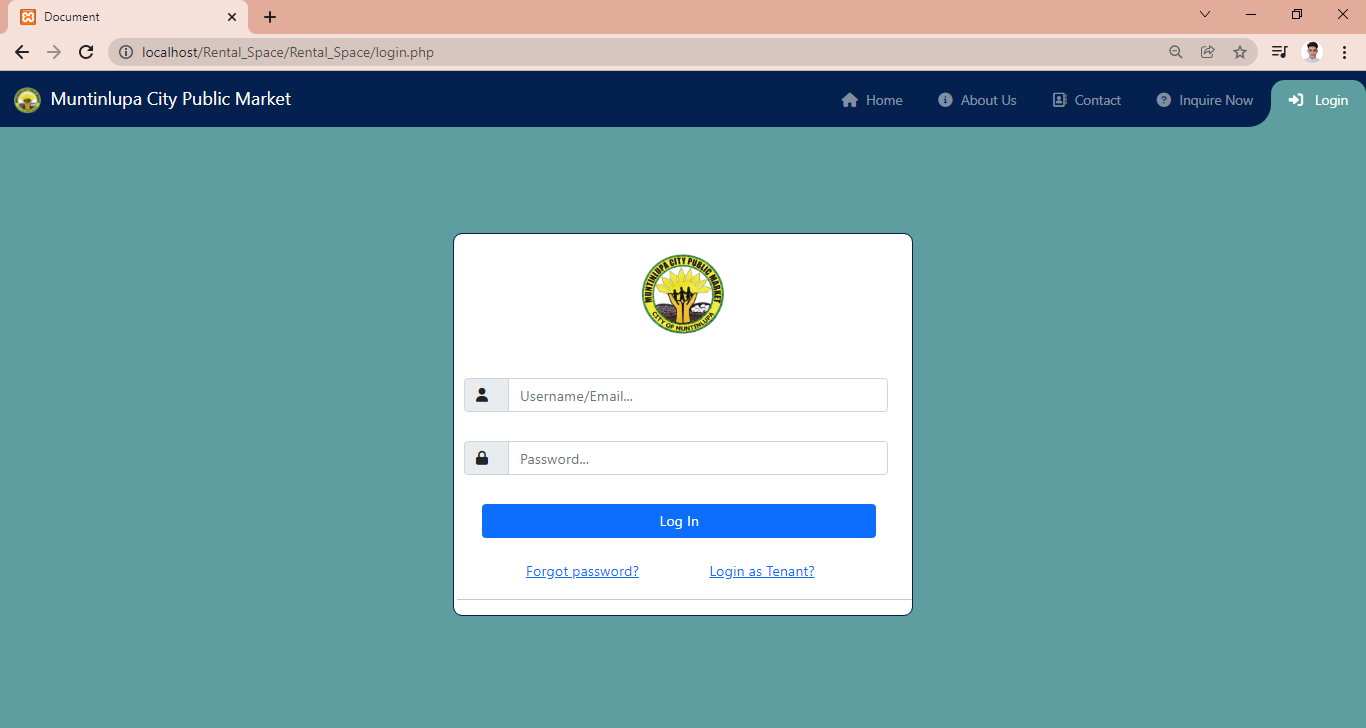 Document
localhost/Rental_Space/Rental_Space/login.php
Muntinlupa City Public Market
Home
About Us
Contact
Inquire Now
Login
MUNTINLUPA CITY PUBLIC MARKET
CITY OF MUNTINLUPA
Username/Email...
Password...
Log In
Forgot password?
Login as Tenant?